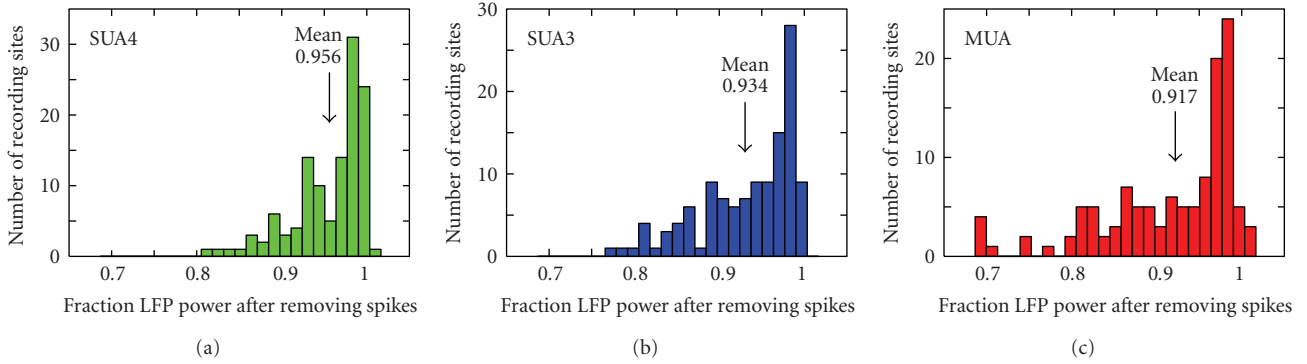 SUA4
Mean
0.956
Number of recording sites
30
20
10
0
0.7 0.8 0.9 1
Fraction LFP power after removing spikes
(a)
SUA3
Mean
0.934
Number of recording sites
30
20
10
0
0.7 0.8 0.9 1
Fraction LFP power after removing spikes
(b)
MUA
Mean
0.917
Number of recording sites
20
10
0
0.7 0.8 0.9 1
Fraction LFP power after removing spikes
(c)